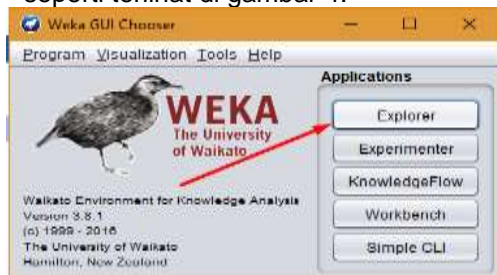 Weka GUI Chooser
Program Visualization Tools Help
Applications
WEKA
The University
of Waikato
Explorer
Experimenter
KnowledgeFlow
Workbench
Simple CLI
Waikato Environment for Knowledge Analysis
Version 3.8.1
(c) 1999 - 2016
The University of Waikato
Hamilton, New Zealand